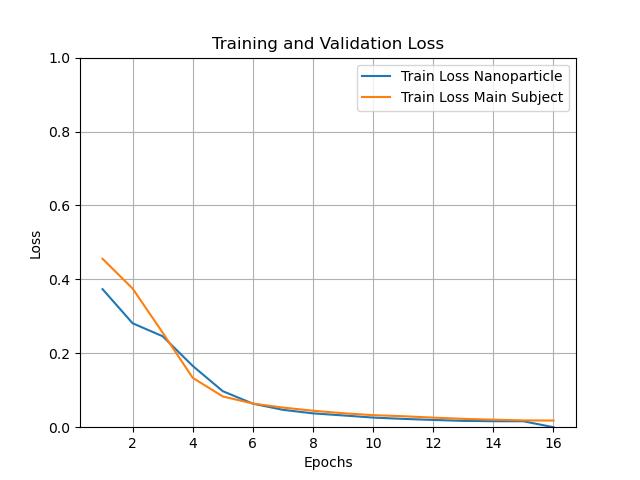 Training and Validation Loss
1.0
0.8
0.6
0.4
0.2
0.0
Loss
Train Loss Nanoparticle
Train Loss Main Subject
2 4 6 8 10 12 14 16
Epochs